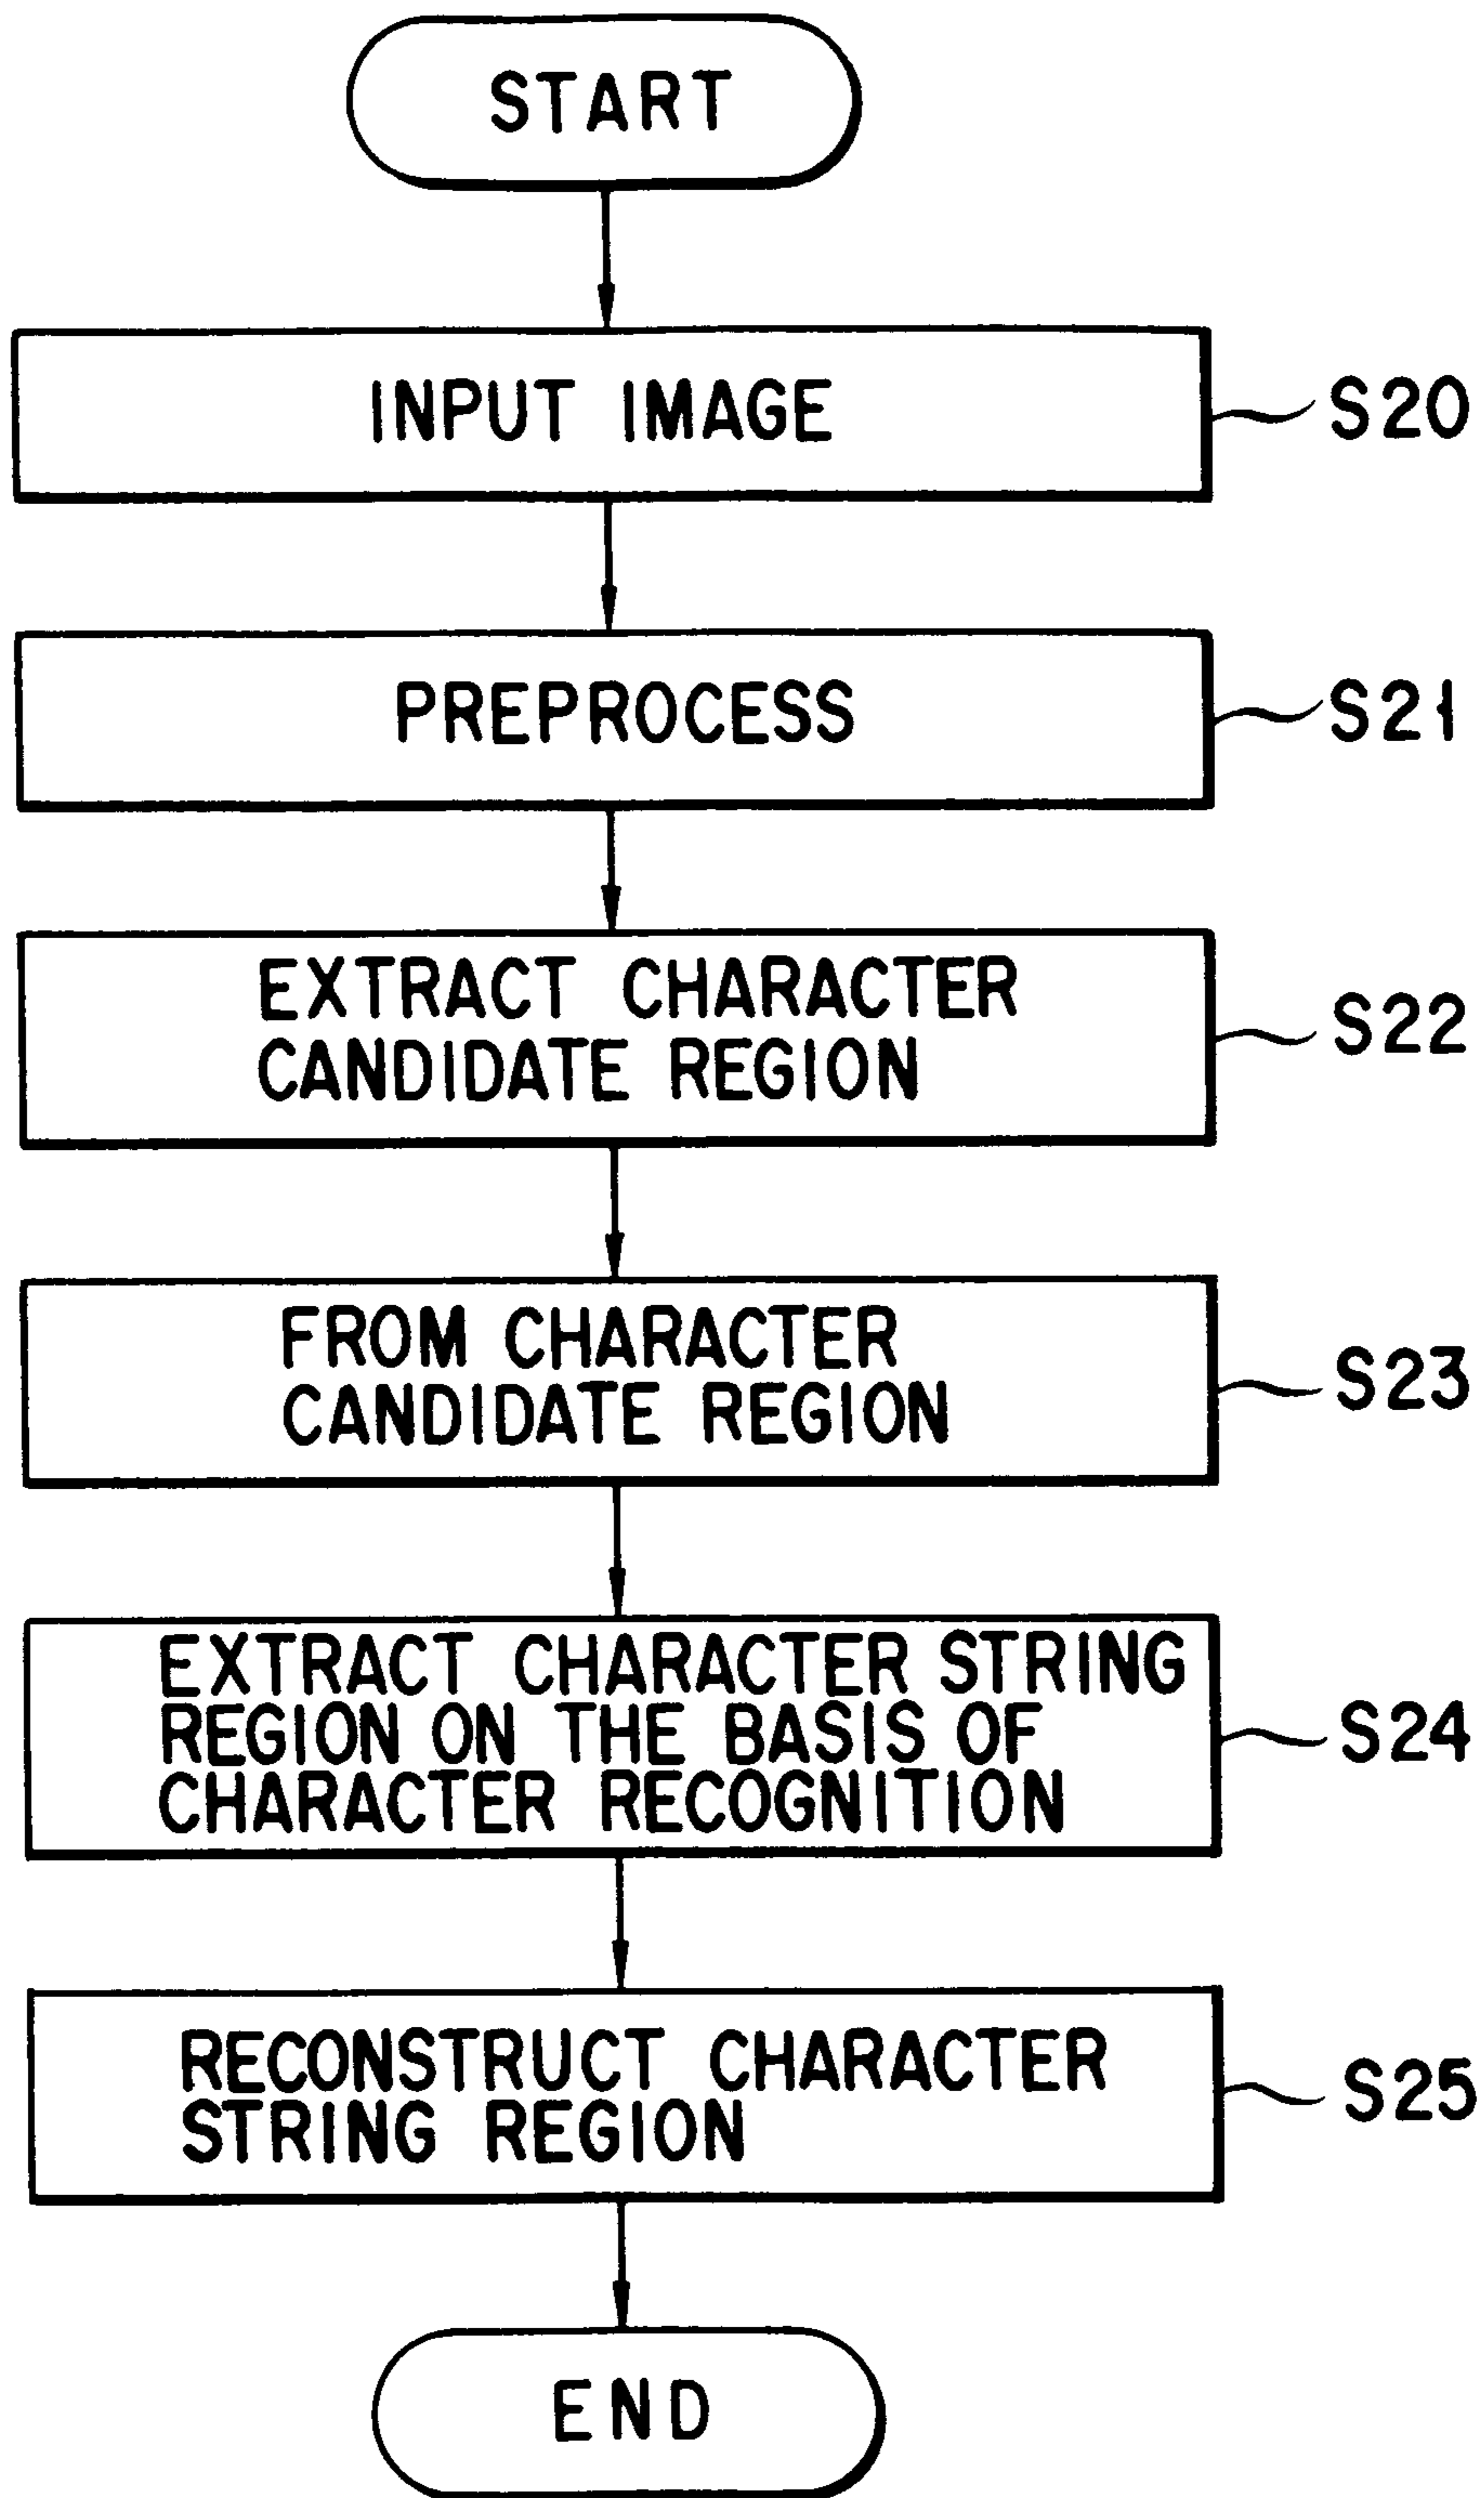 START
INPUT IMAGE
S20
PREPROCESS
S21
EXTRACT CHARACTER
CANDIDATE REGION
S22
FROM CHARACTER
CANDIDATE REGION
S23
EXTRACT CHARACTER STRING
REGION ON THE BASIS OF
CHARACTER RECOGNITION
S24
RECONSTRUCT CHARACTER
STRING REGION
S25
END